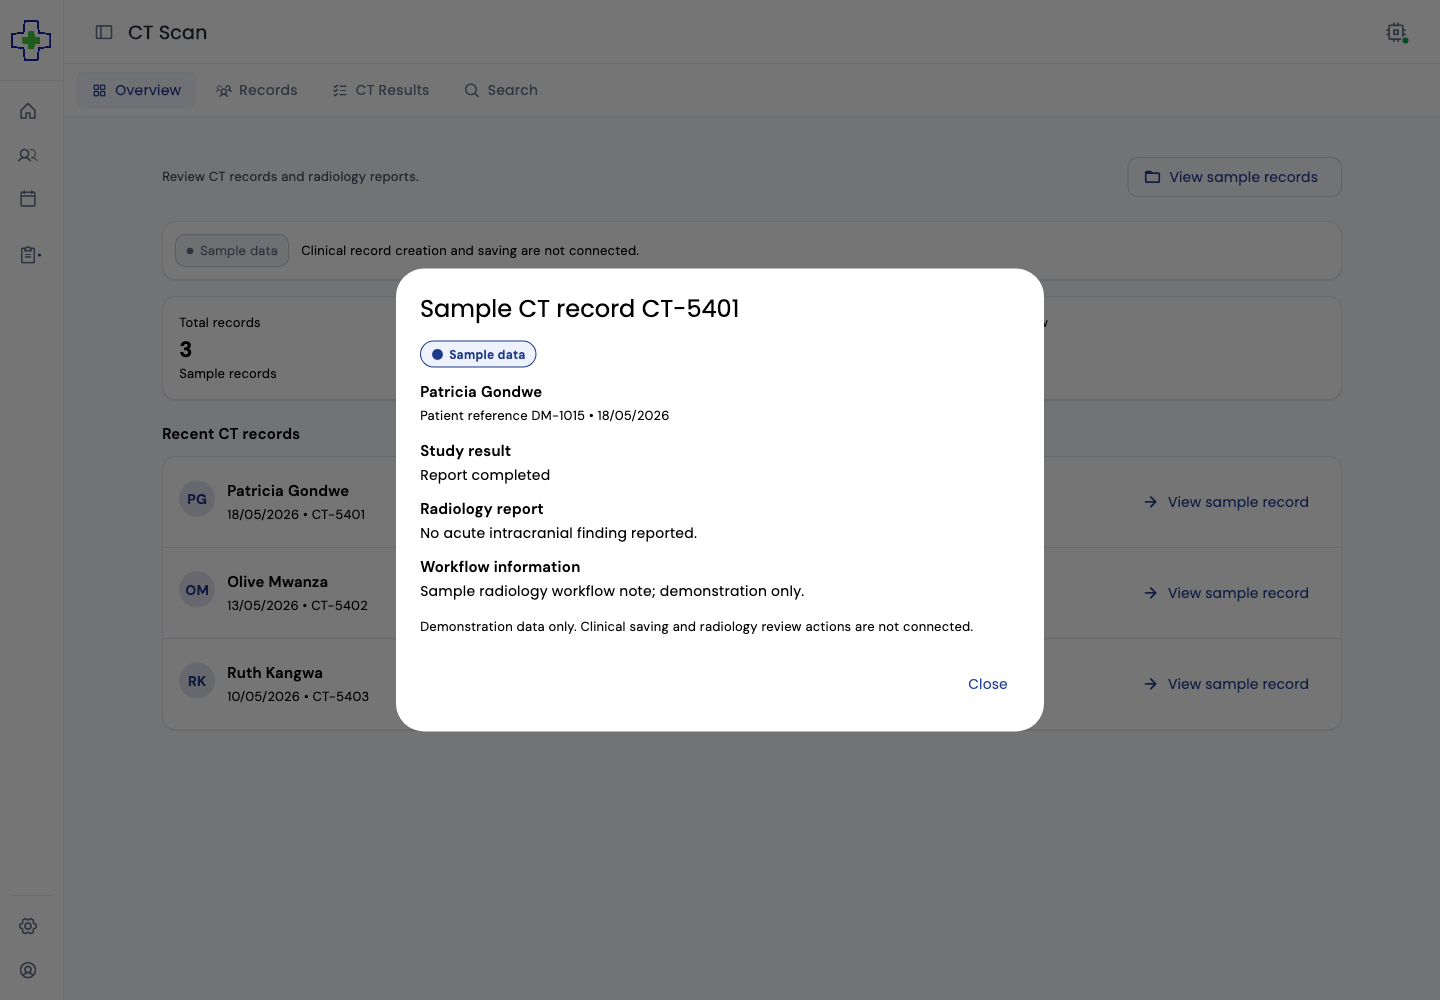 CT Scan
Overview
Records
CT Results
Search
Review CT records and radiology reports.
View sample records
Sample data
Clinical record creation and saving are not connected.
Total records
3
Sample records
Recent CT records
PG
Patricia Gondwe
18/05/2026 • CT-5401
View sample record
OM
Olive Mwanza
13/05/2026 • CT-5402
View sample record
RK
Ruth Kangwa
10/05/2026 • CT-5403
View sample record
Sample CT record CT-5401
Sample data
Patricia Gondwe
Patient reference DM-1015 • 18/05/2026
Study result
Report completed
Radiology report
No acute intracranial finding reported.
Workflow information
Sample radiology workflow note; demonstration only.
Demonstration data only. Clinical saving and radiology review actions are not connected.
Close